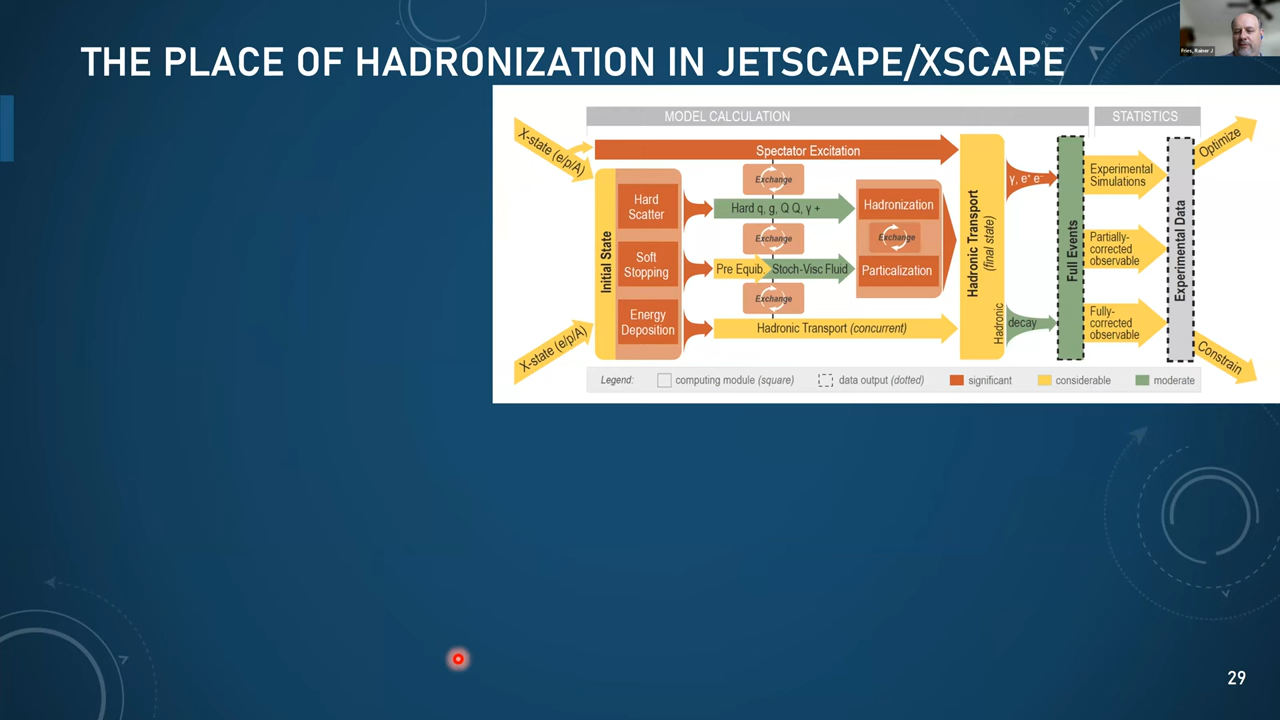 THE PLACE OF HADRONIZATION IN JETSCAPE/XSCAPE
Fries, Rainer J
MODEL CALCULATION
STATISTICS
X-state (e/p/A)
X-state (e/p/A)
Initial State
Hard
Scatter
Soft
Stopping
Energy
Deposition
Spectator Excitation
Exchange
Hard q, g, Q Q, γ +
Exchange
Pre Equib.
Stoch-Visc Fluid
Exchange
Hadronic Transport (concurrent)
Hadronization
Exchange
Particalization
Hadronic Transport
(final state)
γ, e⁺ e⁻
Hadronic
decay
Full Events
Experimental
Simulations
Partially-
corrected
observable
Fully-
corrected
observable
Experimental Data
Optimize
Constrain
Legend:
computing module (square)
data output (dotted)
significant
considerable
moderate
29